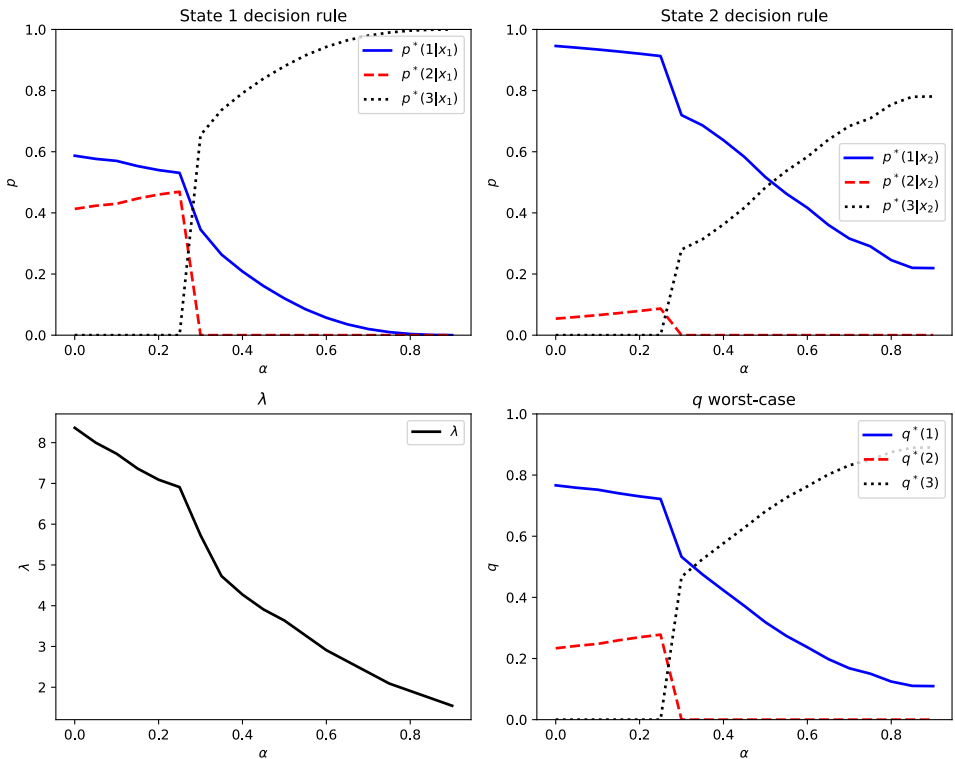 State 1 decision rule
1.0
0.8
0.6
0.4
0.2
0.0
p
0.0 0.2 0.4 0.6 0.8
α
p*(1|x₁)
p*(2|x₁)
p*(3|x₁)
State 2 decision rule
1.0
0.8
0.6
0.4
0.2
0.0
p
0.0 0.2 0.4 0.6 0.8
α
p*(1|x₂)
p*(2|x₂)
p*(3|x₂)
λ
8
7
6
5
4
3
2
λ
0.0 0.2 0.4 0.6 0.8
α
λ
q worst-case
1.0
0.8
0.6
0.4
0.2
0.0
q
0.0 0.2 0.4 0.6 0.8
α
q*(1)
q*(2)
q*(3)